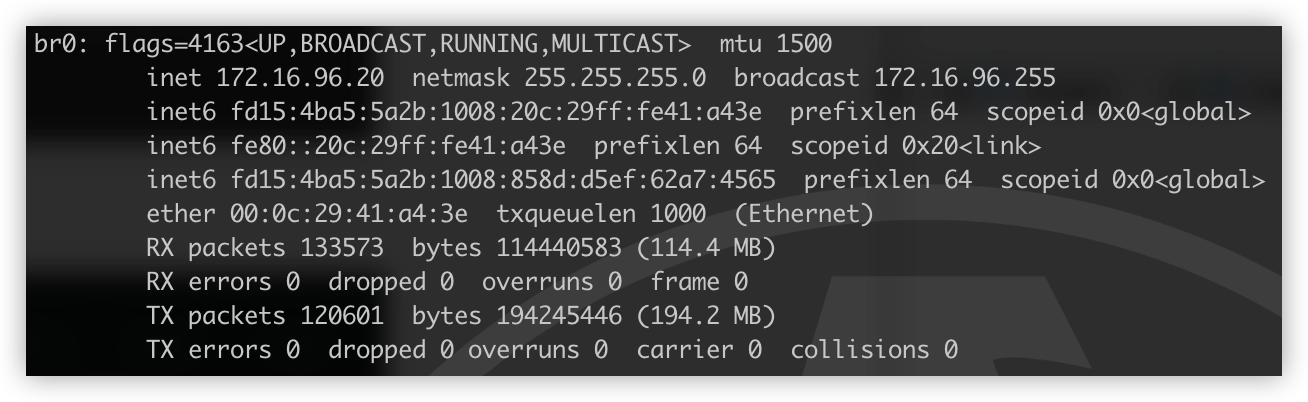 br0: flags=4163<UP,BROADCAST,RUNNING,MULTICAST>  mtu 1500
        inet 172.16.96.20  netmask 255.255.255.0  broadcast 172.16.96.255
        inet6 fd15:4ba5:5a2b:1008:20c:29ff:fe41:a43e  prefixlen 64  scopeid 0x0<global>
        inet6 fe80::20c:29ff:fe41:a43e  prefixlen 64  scopeid 0x20<link>
        inet6 fd15:4ba5:5a2b:1008:858d:d5ef:62a7:4565  prefixlen 64  scopeid 0x0<global>
        ether 00:0c:29:41:a4:3e  txqueuelen 1000  (Ethernet)
        RX packets 133573  bytes 114440583 (114.4 MB)
        RX errors 0  dropped 0  overruns 0  frame 0
        TX packets 120601  bytes 194245446 (194.2 MB)
        TX errors 0  dropped 0 overruns 0  carrier 0  collisions 0